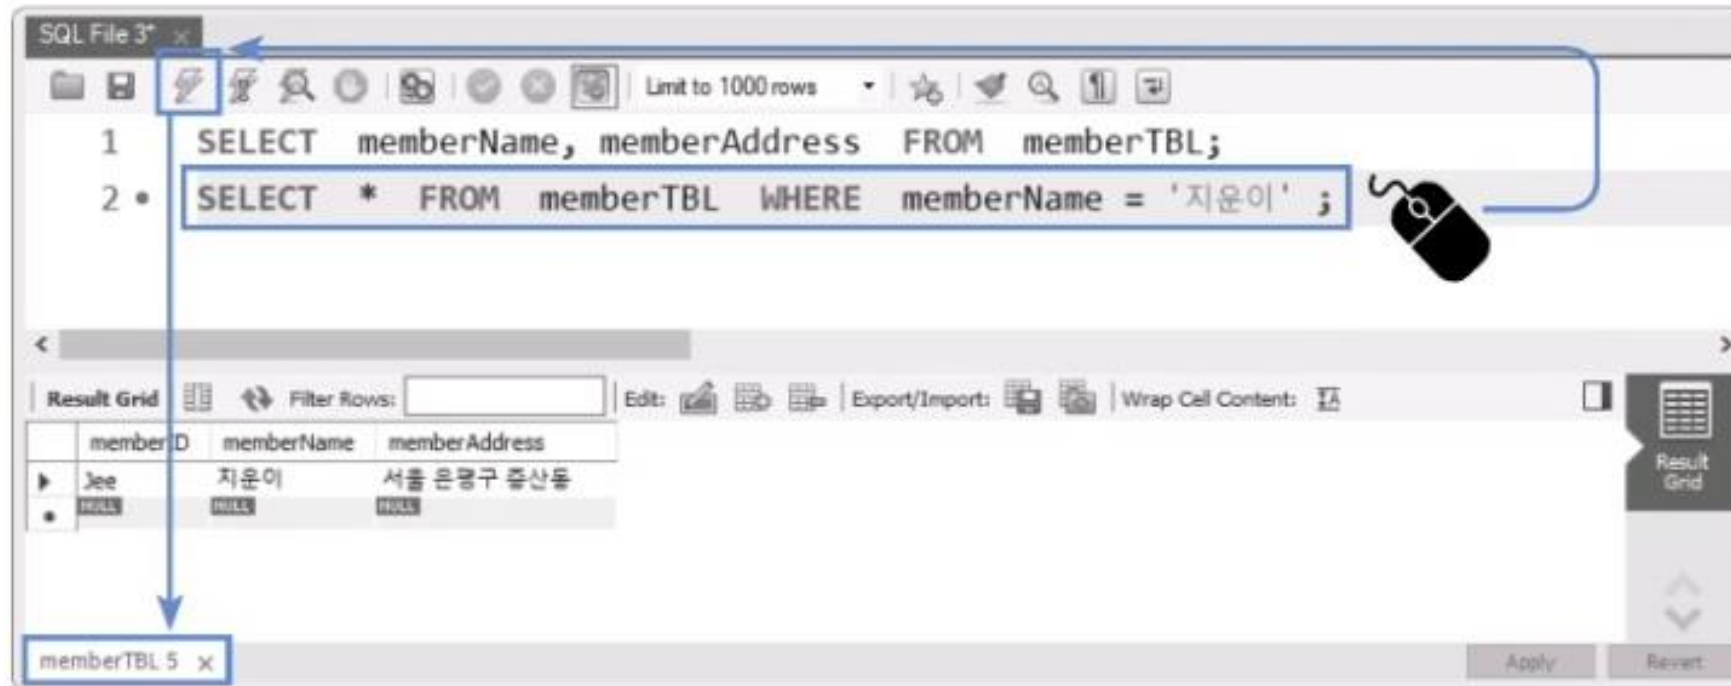 SQL File 3*
Limit to 1000 rows
1 SELECT memberName, memberAddress FROM memberTBL;
2 SELECT * FROM memberTBL WHERE memberName = '지운이' ;
Result Grid Filter Rows: Edit: Export/Import: Wrap Cell Content:
memberID memberName memberAddress
Jee 지운이 서울 은평구 증산동
NULL NULL NULL
Result
Grid
memberTBL 5
Apply Revert